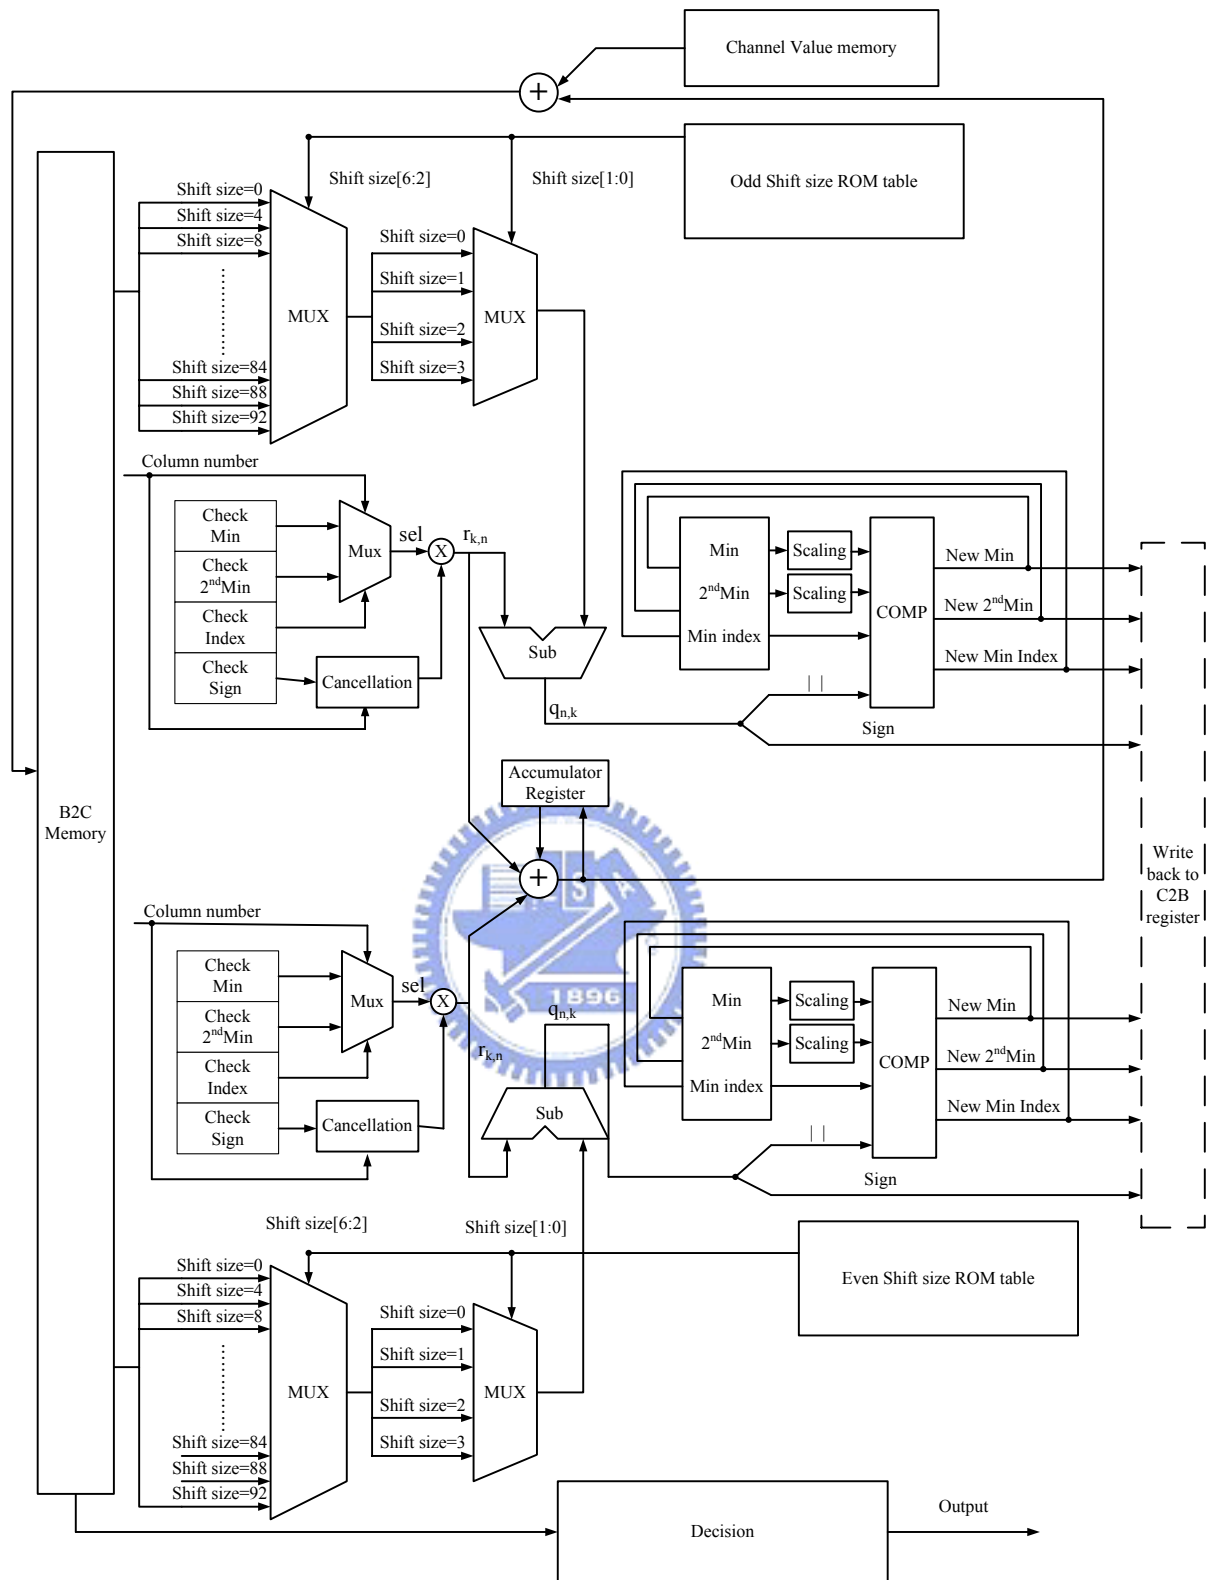 Channel Value memory
+
Odd Shift size ROM table
Shift size[6:2]
Shift size[1:0]
Shift size=0
Shift size=4
Shift size=8
Shift size=84
Shift size=88
Shift size=92
MUX
Shift size=0
Shift size=1
Shift size=2
Shift size=3
MUX
B2C
Memory
Column number
Check
Min
Check
2ndMin
Check
Index
Check
Sign
Mux
sel
X
rk,n
Cancellation
Sub
qn,k
Min
2ndMin
Min index
Scaling
Scaling
COMP
New Min
New 2ndMin
New Min Index
| |
Sign
Accumulator
Register
+
Write
back to
C2B
register
Column number
Check
Min
Check
2ndMin
Check
Index
Check
Sign
Mux
sel
X
rk,n
Cancellation
Sub
qn,k
Min
2ndMin
Min index
Scaling
Scaling
COMP
New Min
New 2ndMin
New Min Index
| |
Sign
S
A
1896
Shift size[6:2]
Shift size[1:0]
Even Shift size ROM table
Shift size=0
Shift size=4
Shift size=8
Shift size=84
Shift size=88
Shift size=92
MUX
Shift size=0
Shift size=1
Shift size=2
Shift size=3
MUX
Decision
Output